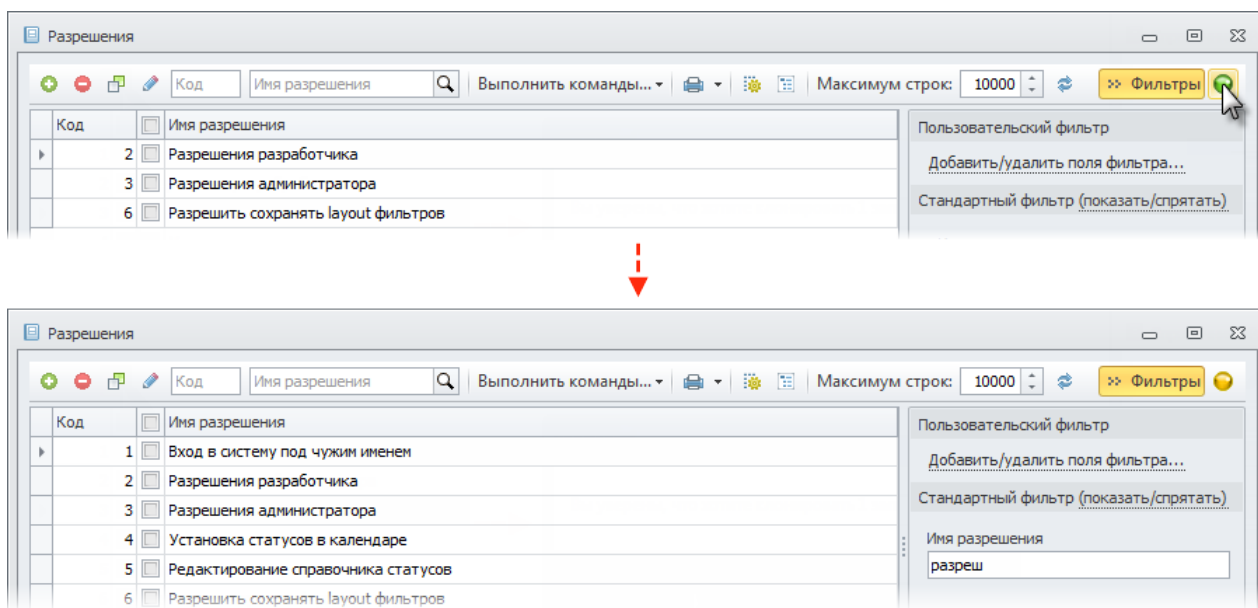 Разрешения
Код Имя разрешения Выполнить команды... Максимум строк: 10000 >> Фильтры
Код Имя разрешения
2 Разрешения разработчика
3 Разрешения администратора
6 Разрешить сохранять layout фильтров
Пользовательский фильтр
Добавить/удалить поля фильтра...
Стандартный фильтр (показать/спрятать)
Разрешения
Код Имя разрешения Выполнить команды... Максимум строк: 10000 >> Фильтры
Код Имя разрешения
1 Вход в систему под чужим именем
2 Разрешения разработчика
3 Разрешения администратора
4 Установка статусов в календаре
5 Редактирование справочника статусов
6 Разрешить сохранять layout фильтров
Пользовательский фильтр
Добавить/удалить поля фильтра...
Стандартный фильтр (показать/спрятать)
Имя разрешения
разреш